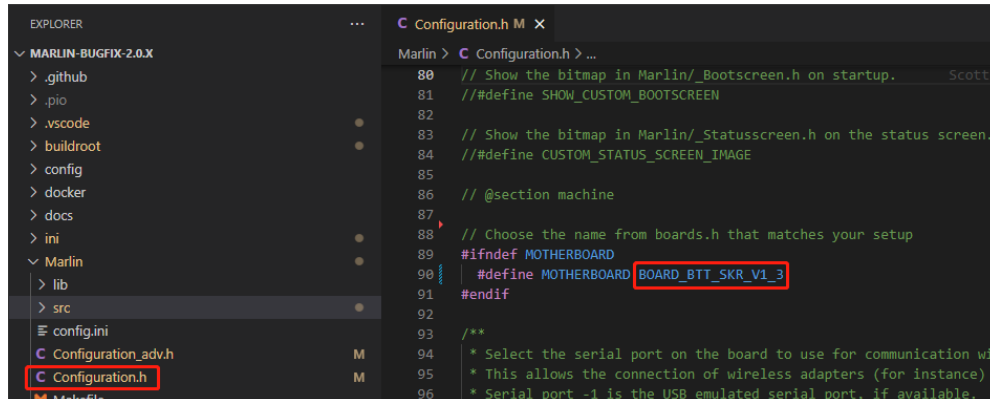 EXPLORER
MARLIN-BUGFIX-2.0.X
.github
.pio
.vscode
buildroot
config
docker
docs
ini
Marlin
lib
src
config.ini
C Configuration_adv.h M
C Configuration.h M
Makefile
C Configuration.h M
Marlin > C Configuration.h > ...
80 // Show the bitmap in Marlin/_Bootscreen.h on startup. Scott
81 //#define SHOW_CUSTOM_BOOTSCREEN
82
83 // Show the bitmap in Marlin/_Statusscreen.h on the status screen.
84 //#define CUSTOM_STATUS_SCREEN_IMAGE
85
86 // @section machine
87
88 // Choose the name from boards.h that matches your setup
89 #ifndef MOTHERBOARD
90 #define MOTHERBOARD BOARD_BTT_SKR_V1_3
91 #endif
92
93 /**
94 * Select the serial port on the board to use for communication wi
95 * This allows the connection of wireless adapters (for instance)
96 * Serial port -1 is the USB emulated serial port, if available.